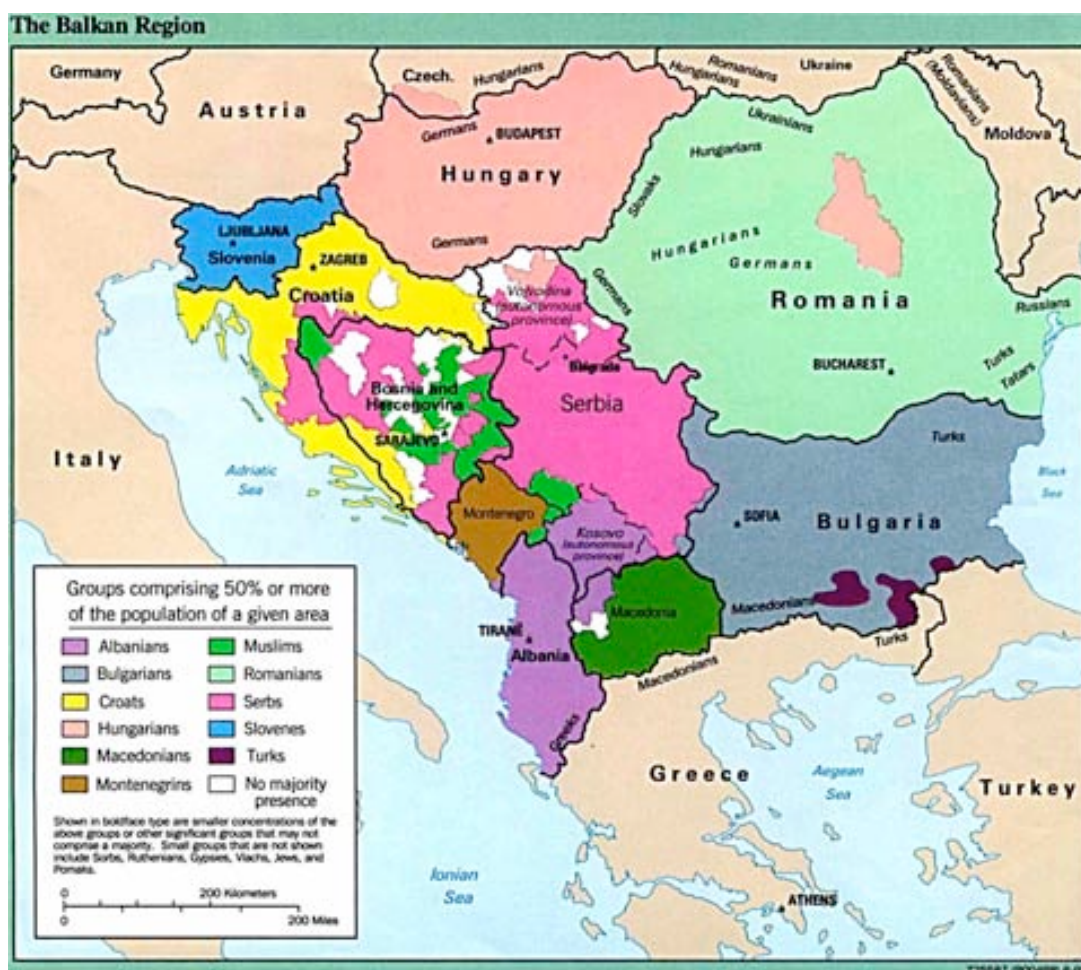 The Balkan Region
Germany
Czech.
Hungarians
Romanians
Hungarians
Ukraine
Romanians
(Moldavians)
Moldova
Austria
Germans
BUDAPEST
Hungary
Ukrainians
Hungarians
Slovaks
LJUBLJANA
Slovenia
Germans
Hungarians
Germans
ZAGREB
Croatia
Vojvodina
(autonomous
province)
Germans
Romania
Russians
Belgrade
BUCHAREST
Turks
Tatars
Bosnia and
Hercegovina
Serbia
SARAJEVO
Turks
Italy
Adriatic
Sea
Black
Sea
Montenegro
SOFIA
Bulgaria
Kosovo
(autonomous
province)
Macedonia
Macedonians
Turks
TIRANE
Albania
Macedonians
Greeks
Greece
Aegean
Sea
Turkey
Ionian
Sea
ATHENS
Groups comprising 50% or more
of the population of a given area
Albanians
Muslims
Bulgarians
Romanians
Croats
Serbs
Hungarians
Slovenes
Macedonians
Turks
Montenegrins
No majority
presence
Shown in boldface type are smaller concentrations of the
above groups or other significant groups that may not
comprise a majority. Small groups that are not shown
include Sorbs, Ruthenians, Gypsies, Vlachs, Jews, and
Pomaks.
0 200 Kilometers
0 200 Miles